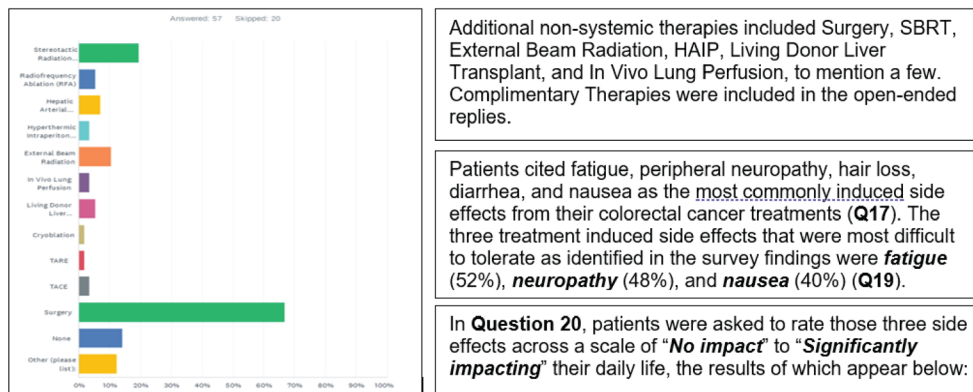 Answered: 57 Skipped: 20
Stereotactic
Radiation...
Radiofrequency
Ablation (RFA)
Hepatic
Arterial...
Hyperthermic
Intraperiton...
External Beam
Radiation
In Vivo Lung
Perfusion
Living Donor
Liver...
Cryoblation
TARE
TACE
Surgery
None
Other (please
list):
0% 10% 20% 30% 40% 50% 60% 70% 80% 90% 100%
Additional non-systemic therapies included Surgery, SBRT,
External Beam Radiation, HAIP, Living Donor Liver
Transplant, and In Vivo Lung Perfusion, to mention a few.
Complimentary Therapies were included in the open-ended
replies.
Patients cited fatigue, peripheral neuropathy, hair loss,
diarrhea, and nausea as the most commonly induced side
effects from their colorectal cancer treatments (Q17). The
three treatment induced side effects that were most difficult
to tolerate as identified in the survey findings were fatigue
(52%), neuropathy (48%), and nausea (40%) (Q19).
In Question 20, patients were asked to rate those three side
effects across a scale of “No impact” to “Significantly
impacting” their daily life, the results of which appear below: